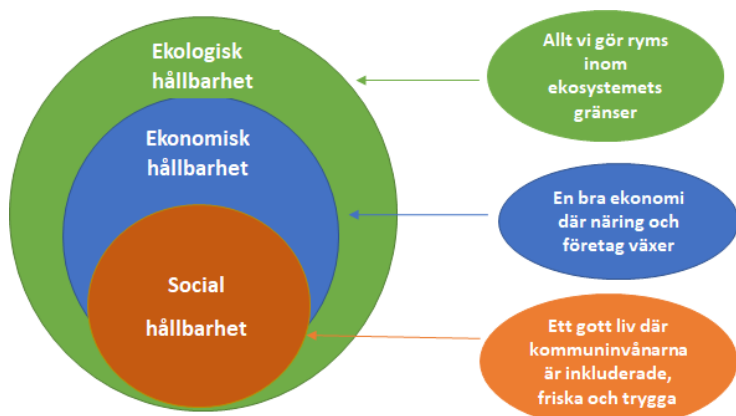 Ekologisk
hållbarhet
Ekonomisk
hållbarhet
Social
hållbarhet
Allt vi gör ryms
inom
ekosystemets
gränser
En bra ekonomi
där näring och
företag växer
Ett gott liv där
kommuninvånarna
är inkluderade,
friska och trygga